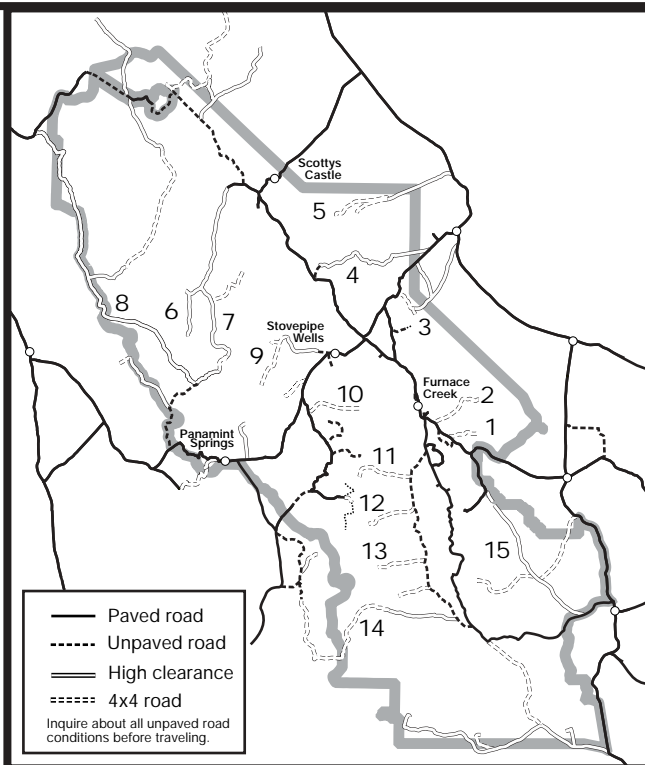 Scottys
Castle
5
4
8
6
7
Stovepipe
Wells
3
9
Furnace
Creek
10
2
1
Panamint
Springs
11
12
13
15
14
Paved road
Unpaved road
High clearance
4x4 road
Inquire about all unpaved road
conditions before traveling.